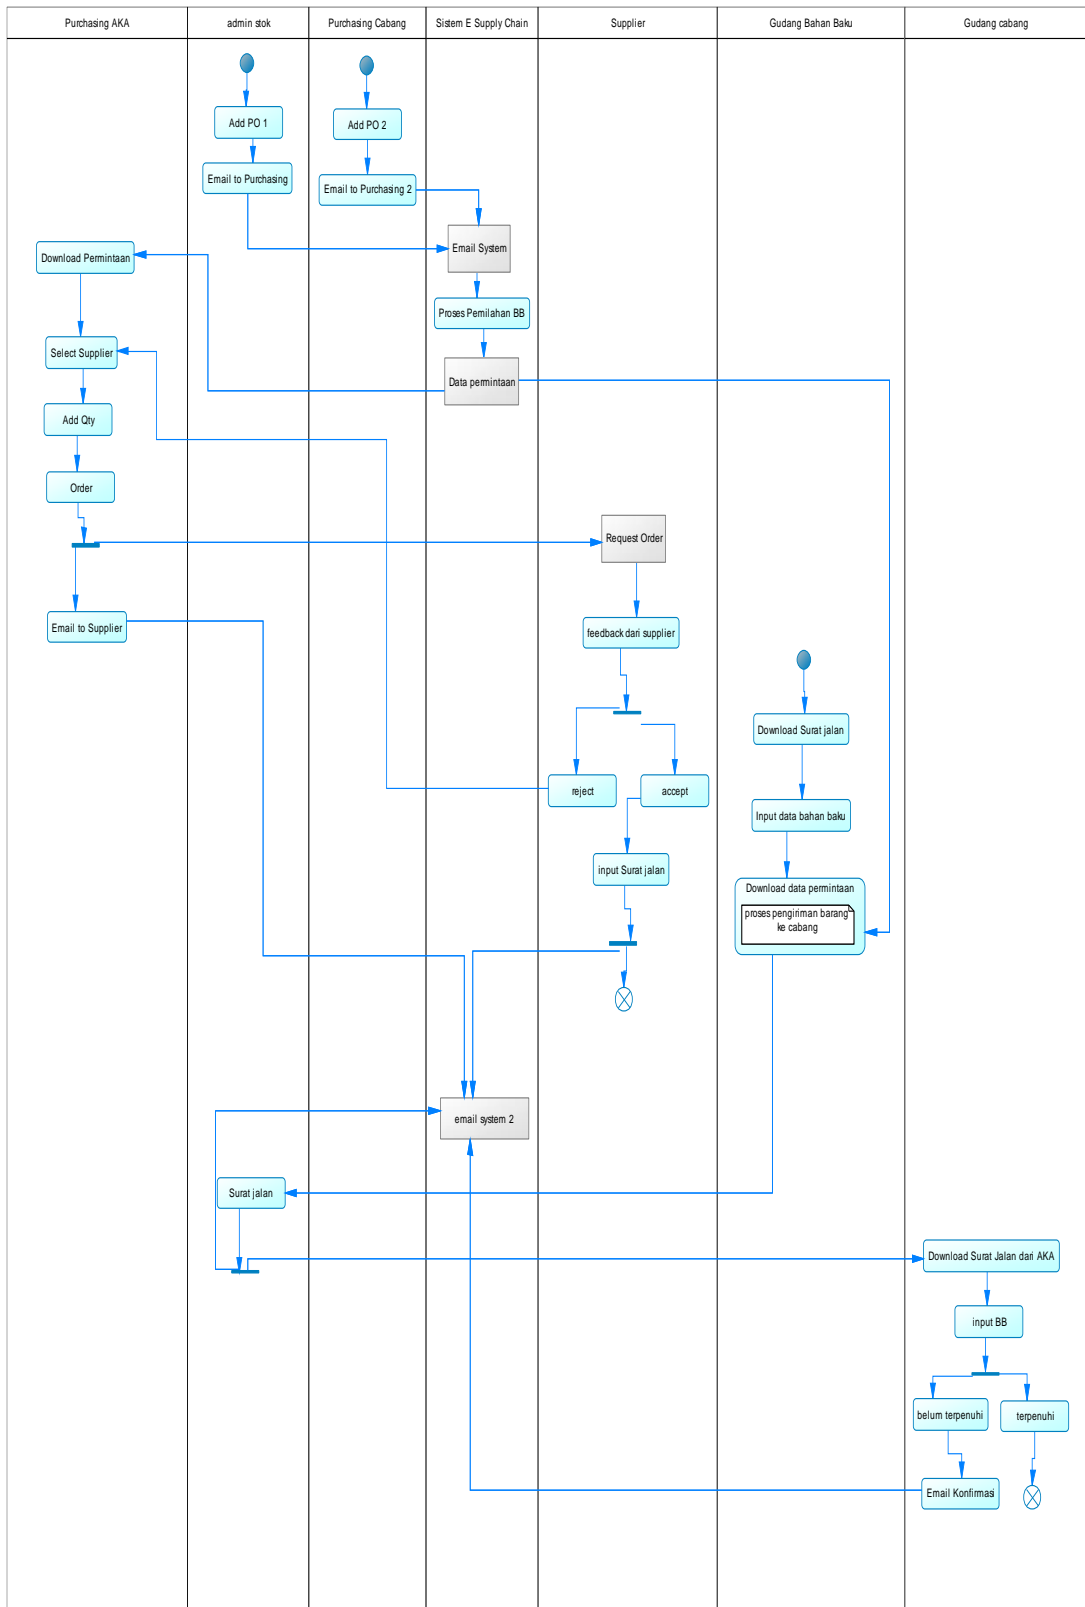 Purchasing AKA
admin stok
Purchasing Cabang
Sistem E Supply Chain
Supplier
Gudang Bahan Baku
Gudang cabang
Add PO 1
Add PO 2
Email to Purchasing
Email to Purchasing 2
Email System
Download Permintaan
Proses Pemilahan BB
Select Supplier
Data permintaan
Add Qty
Order
Request Order
Email to Supplier
feedback dari supplier
Download Surat jalan
reject
accept
Input data bahan baku
input Surat jalan
Download data permintaan
proses pengiriman barang
ke cabang
email system 2
Surat jalan
Download Surat Jalan dari AKA
input BB
belum terpenuhi
terpenuhi
Email Konfirmasi